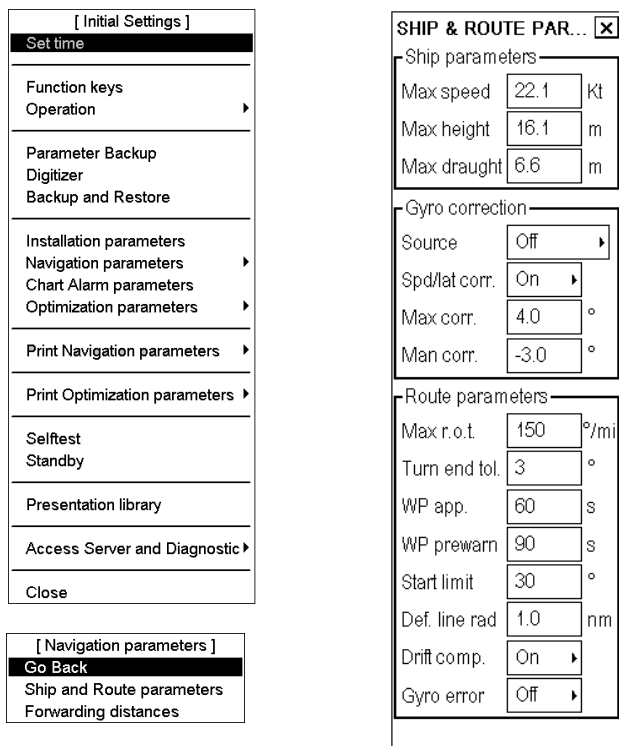 [ Initial Settings ]
Set time
Function keys
Operation
Parameter Backup
Digitizer
Backup and Restore
Installation parameters
Navigation parameters
Chart Alarm parameters
Optimization parameters
Print Navigation parameters
Print Optimization parameters
Selftest
Standby
Presentation library
Access Server and Diagnostic
Close
[ Navigation parameters ]
Go Back
Ship and Route parameters
Forwarding distances
SHIP & ROUTE PAR...
Ship parameters
Max speed 22.1 Kt
Max height 16.1 m
Max draught 6.6 m
Gyro correction
Source Off
Spd/lat corr. On
Max corr. 4.0 °
Man corr. -3.0 °
Route parameters
Max r.o.t. 150 °/mi
Turn end tol. 3 °
WP app. 60 s
WP prewarn 90 s
Start limit 30 °
Def. line rad 1.0 nm
Drift comp. On
Gyro error Off